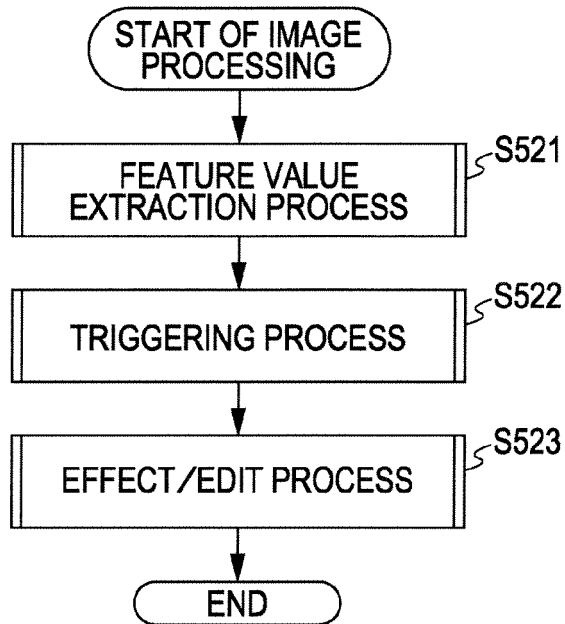 START OF IMAGE
PROCESSING
S521
FEATURE VALUE
EXTRACTION PROCESS
S522
TRIGGERING PROCESS
S523
EFFECT/EDIT PROCESS
END